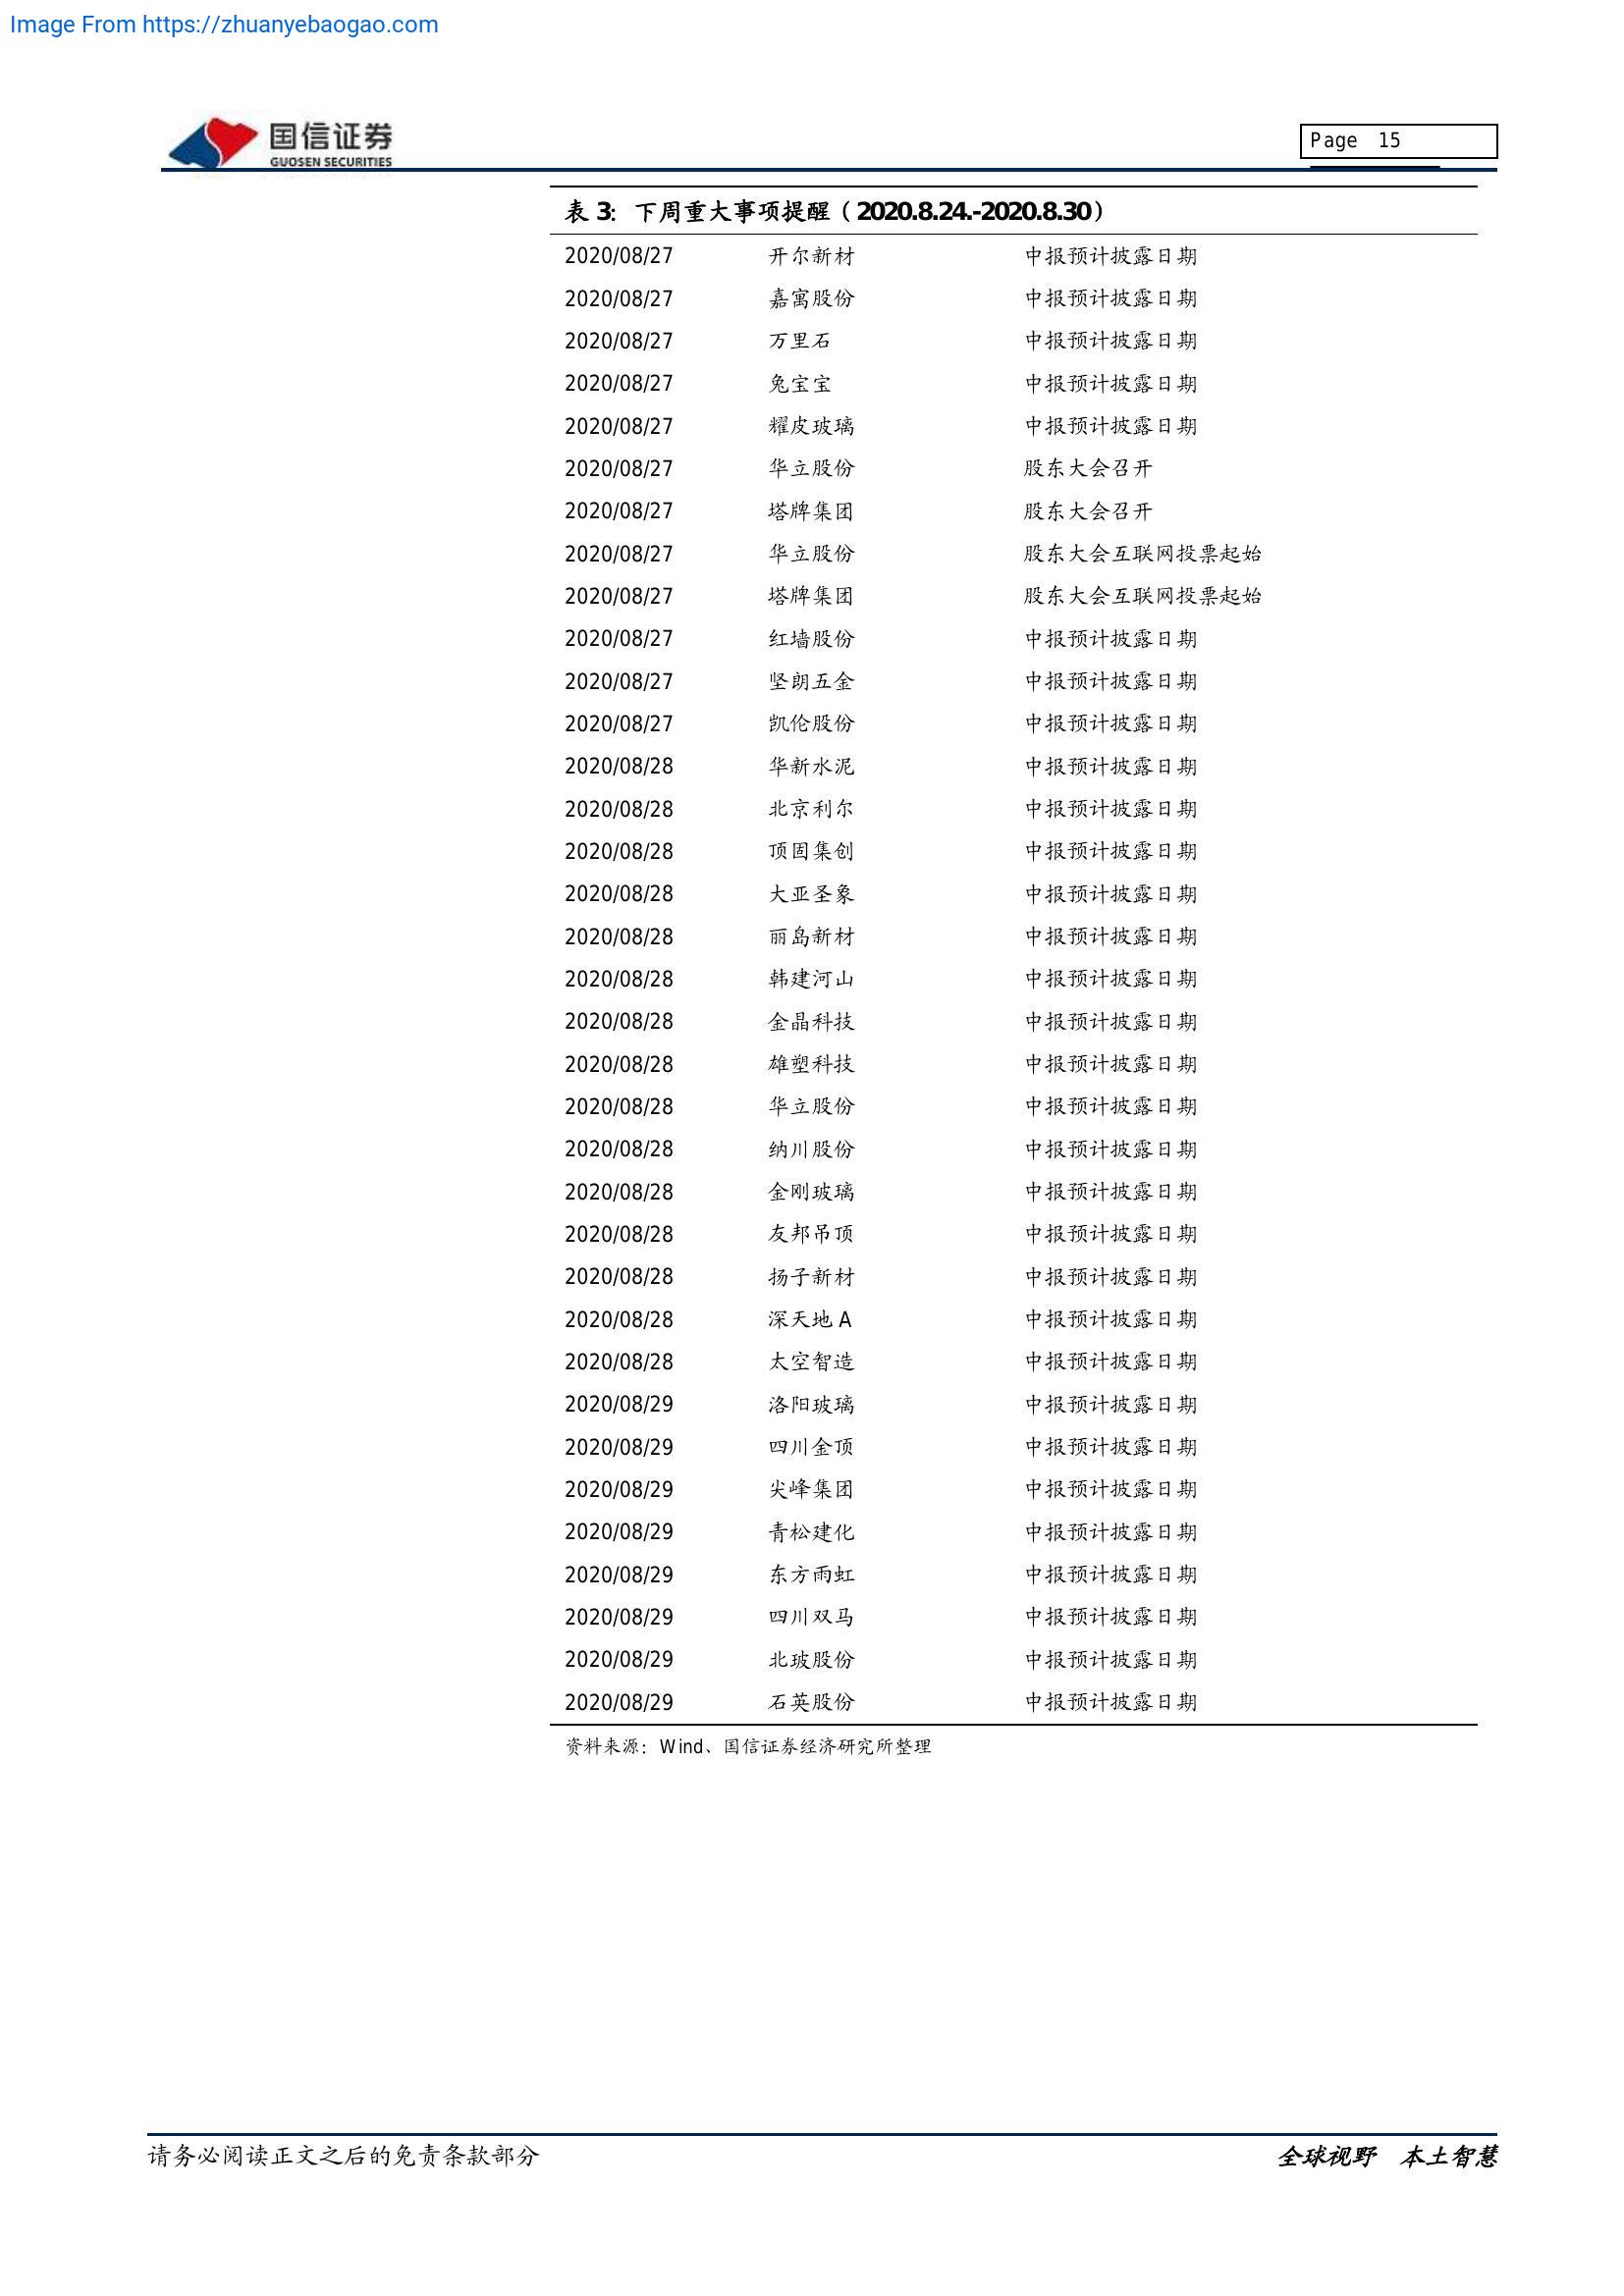 Image From https://zhuanyebaogao.com
国信证券
GUOSEN SECURITIES
Page 15
表 3: 下周重大事项提醒（2020.8.24.-2020.8.30）
2020/08/27 开尔新材 中报预计披露日期
2020/08/27 嘉寓股份 中报预计披露日期
2020/08/27 万里石 中报预计披露日期
2020/08/27 兔宝宝 中报预计披露日期
2020/08/27 耀皮玻璃 中报预计披露日期
2020/08/27 华立股份 股东大会召开
2020/08/27 塔牌集团 股东大会召开
2020/08/27 华立股份 股东大会互联网投票起始
2020/08/27 塔牌集团 股东大会互联网投票起始
2020/08/27 红墙股份 中报预计披露日期
2020/08/27 坚朗五金 中报预计披露日期
2020/08/27 凯伦股份 中报预计披露日期
2020/08/28 华新水泥 中报预计披露日期
2020/08/28 北京利尔 中报预计披露日期
2020/08/28 顶固集创 中报预计披露日期
2020/08/28 大亚圣象 中报预计披露日期
2020/08/28 丽岛新材 中报预计披露日期
2020/08/28 韩建河山 中报预计披露日期
2020/08/28 金晶科技 中报预计披露日期
2020/08/28 雄塑科技 中报预计披露日期
2020/08/28 华立股份 中报预计披露日期
2020/08/28 纳川股份 中报预计披露日期
2020/08/28 金刚玻璃 中报预计披露日期
2020/08/28 友邦吊顶 中报预计披露日期
2020/08/28 扬子新材 中报预计披露日期
2020/08/28 深天地 A 中报预计披露日期
2020/08/28 太空智造 中报预计披露日期
2020/08/29 洛阳玻璃 中报预计披露日期
2020/08/29 四川金顶 中报预计披露日期
2020/08/29 尖峰集团 中报预计披露日期
2020/08/29 青松建化 中报预计披露日期
2020/08/29 东方雨虹 中报预计披露日期
2020/08/29 四川双马 中报预计披露日期
2020/08/29 北玻股份 中报预计披露日期
2020/08/29 石英股份 中报预计披露日期
资料来源：Wind、国信证券经济研究所整理
请务必阅读正文之后的免责条款部分
全球视野 本土智慧